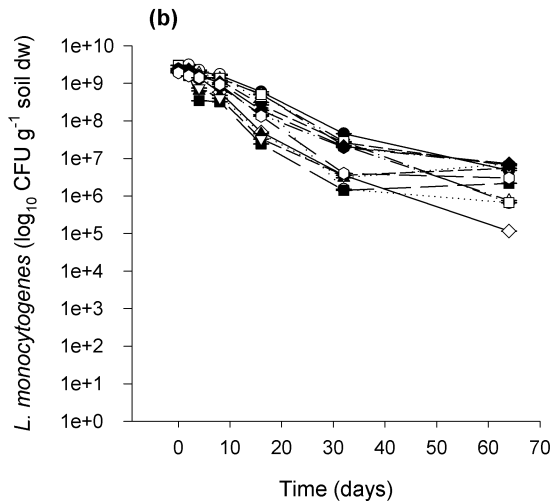 (b)
L. monocytogenes (log₁₀ CFU g⁻¹ soil dw)
1e+10
1e+9
1e+8
1e+7
1e+6
1e+5
1e+4
1e+3
1e+2
1e+1
1e+0
0 10 20 30 40 50 60 70
Time (days)